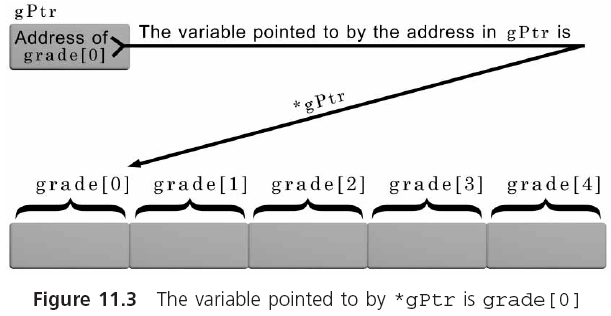 gPtr
Address of
grade[0]
The variable pointed to by the address in gPtr is
*gPtr
grade[0] grade[1] grade[2] grade[3] grade[4]
Figure 11.3 The variable pointed to by *gPtr is grade[0]